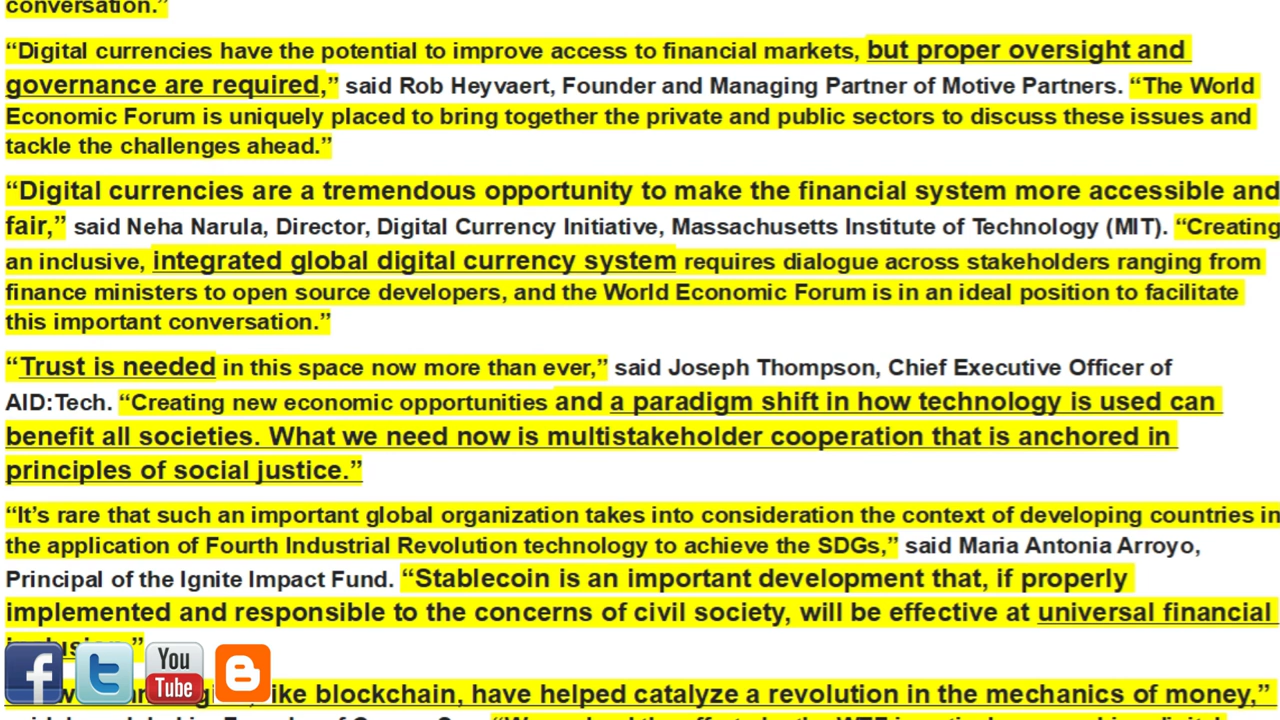 conversation.”
“Digital currencies have the potential to improve access to financial markets, but proper oversight and
governance are required,” said Rob Heyvaert, Founder and Managing Partner of Motive Partners. “The World
Economic Forum is uniquely placed to bring together the private and public sectors to discuss these issues and
tackle the challenges ahead.”
“Digital currencies are a tremendous opportunity to make the financial system more accessible and
fair,” said Neha Narula, Director, Digital Currency Initiative, Massachusetts Institute of Technology (MIT). “Creating
an inclusive, integrated global digital currency system requires dialogue across stakeholders ranging from
finance ministers to open source developers, and the World Economic Forum is in an ideal position to facilitate
this important conversation.”
“Trust is needed in this space now more than ever,” said Joseph Thompson, Chief Executive Officer of
AID:Tech. “Creating new economic opportunities and a paradigm shift in how technology is used can
benefit all societies. What we need now is multistakeholder cooperation that is anchored in
principles of social justice.”
“It’s rare that such an important global organization takes into consideration the context of developing countries in
the application of Fourth Industrial Revolution technology to achieve the SDGs,” said Maria Antonia Arroyo,
Principal of the Ignite Impact Fund. “Stablecoin is an important development that, if properly
implemented and responsible to the concerns of civil society, will be effective at universal financial
You
Tube
like blockchain, have helped catalyze a revolution in the mechanics of money,”